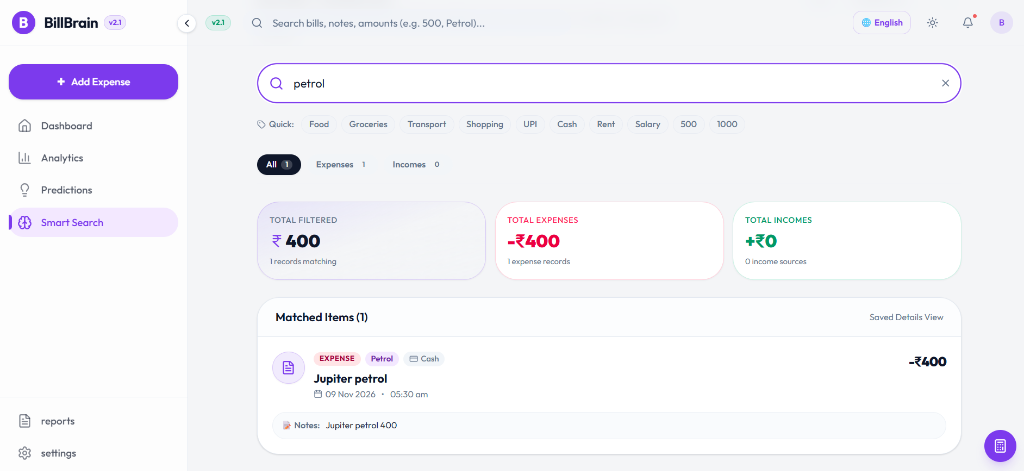 B BillBrain v2.1
v2.1
Search bills, notes, amounts (e.g. 500, Petrol)...
English
B
+ Add Expense
Dashboard
Analytics
Predictions
Smart Search
reports
settings
petrol
Quick: Food Groceries Transport Shopping UPI Cash Rent Salary 500 1000
All 1 Expenses 1 Incomes 0
TOTAL FILTERED
₹ 400
1 records matching
TOTAL EXPENSES
-₹400
1 expense records
TOTAL INCOMES
+₹0
0 income sources
Matched Items (1)
Saved Details View
EXPENSE Petrol Cash
-₹400
Jupiter petrol
09 Nov 2026 • 05:30 am
Notes: Jupiter petrol 400